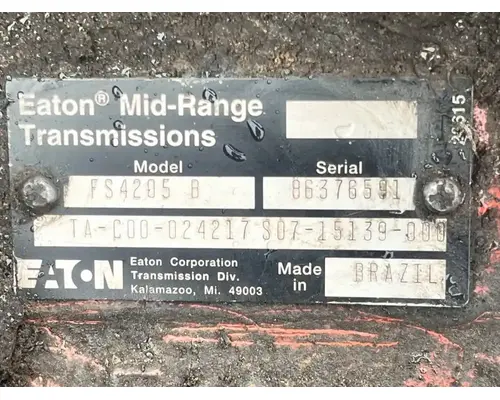 Eaton® Mid-Range
Transmissions
Model Serial
FS4205 B 06376591
TA-C00-024217 S07-15139-000
EATON Eaton Corporation
Transmission Div.
Kalamazoo, Mi. 49003
Made
in
BRAZIL